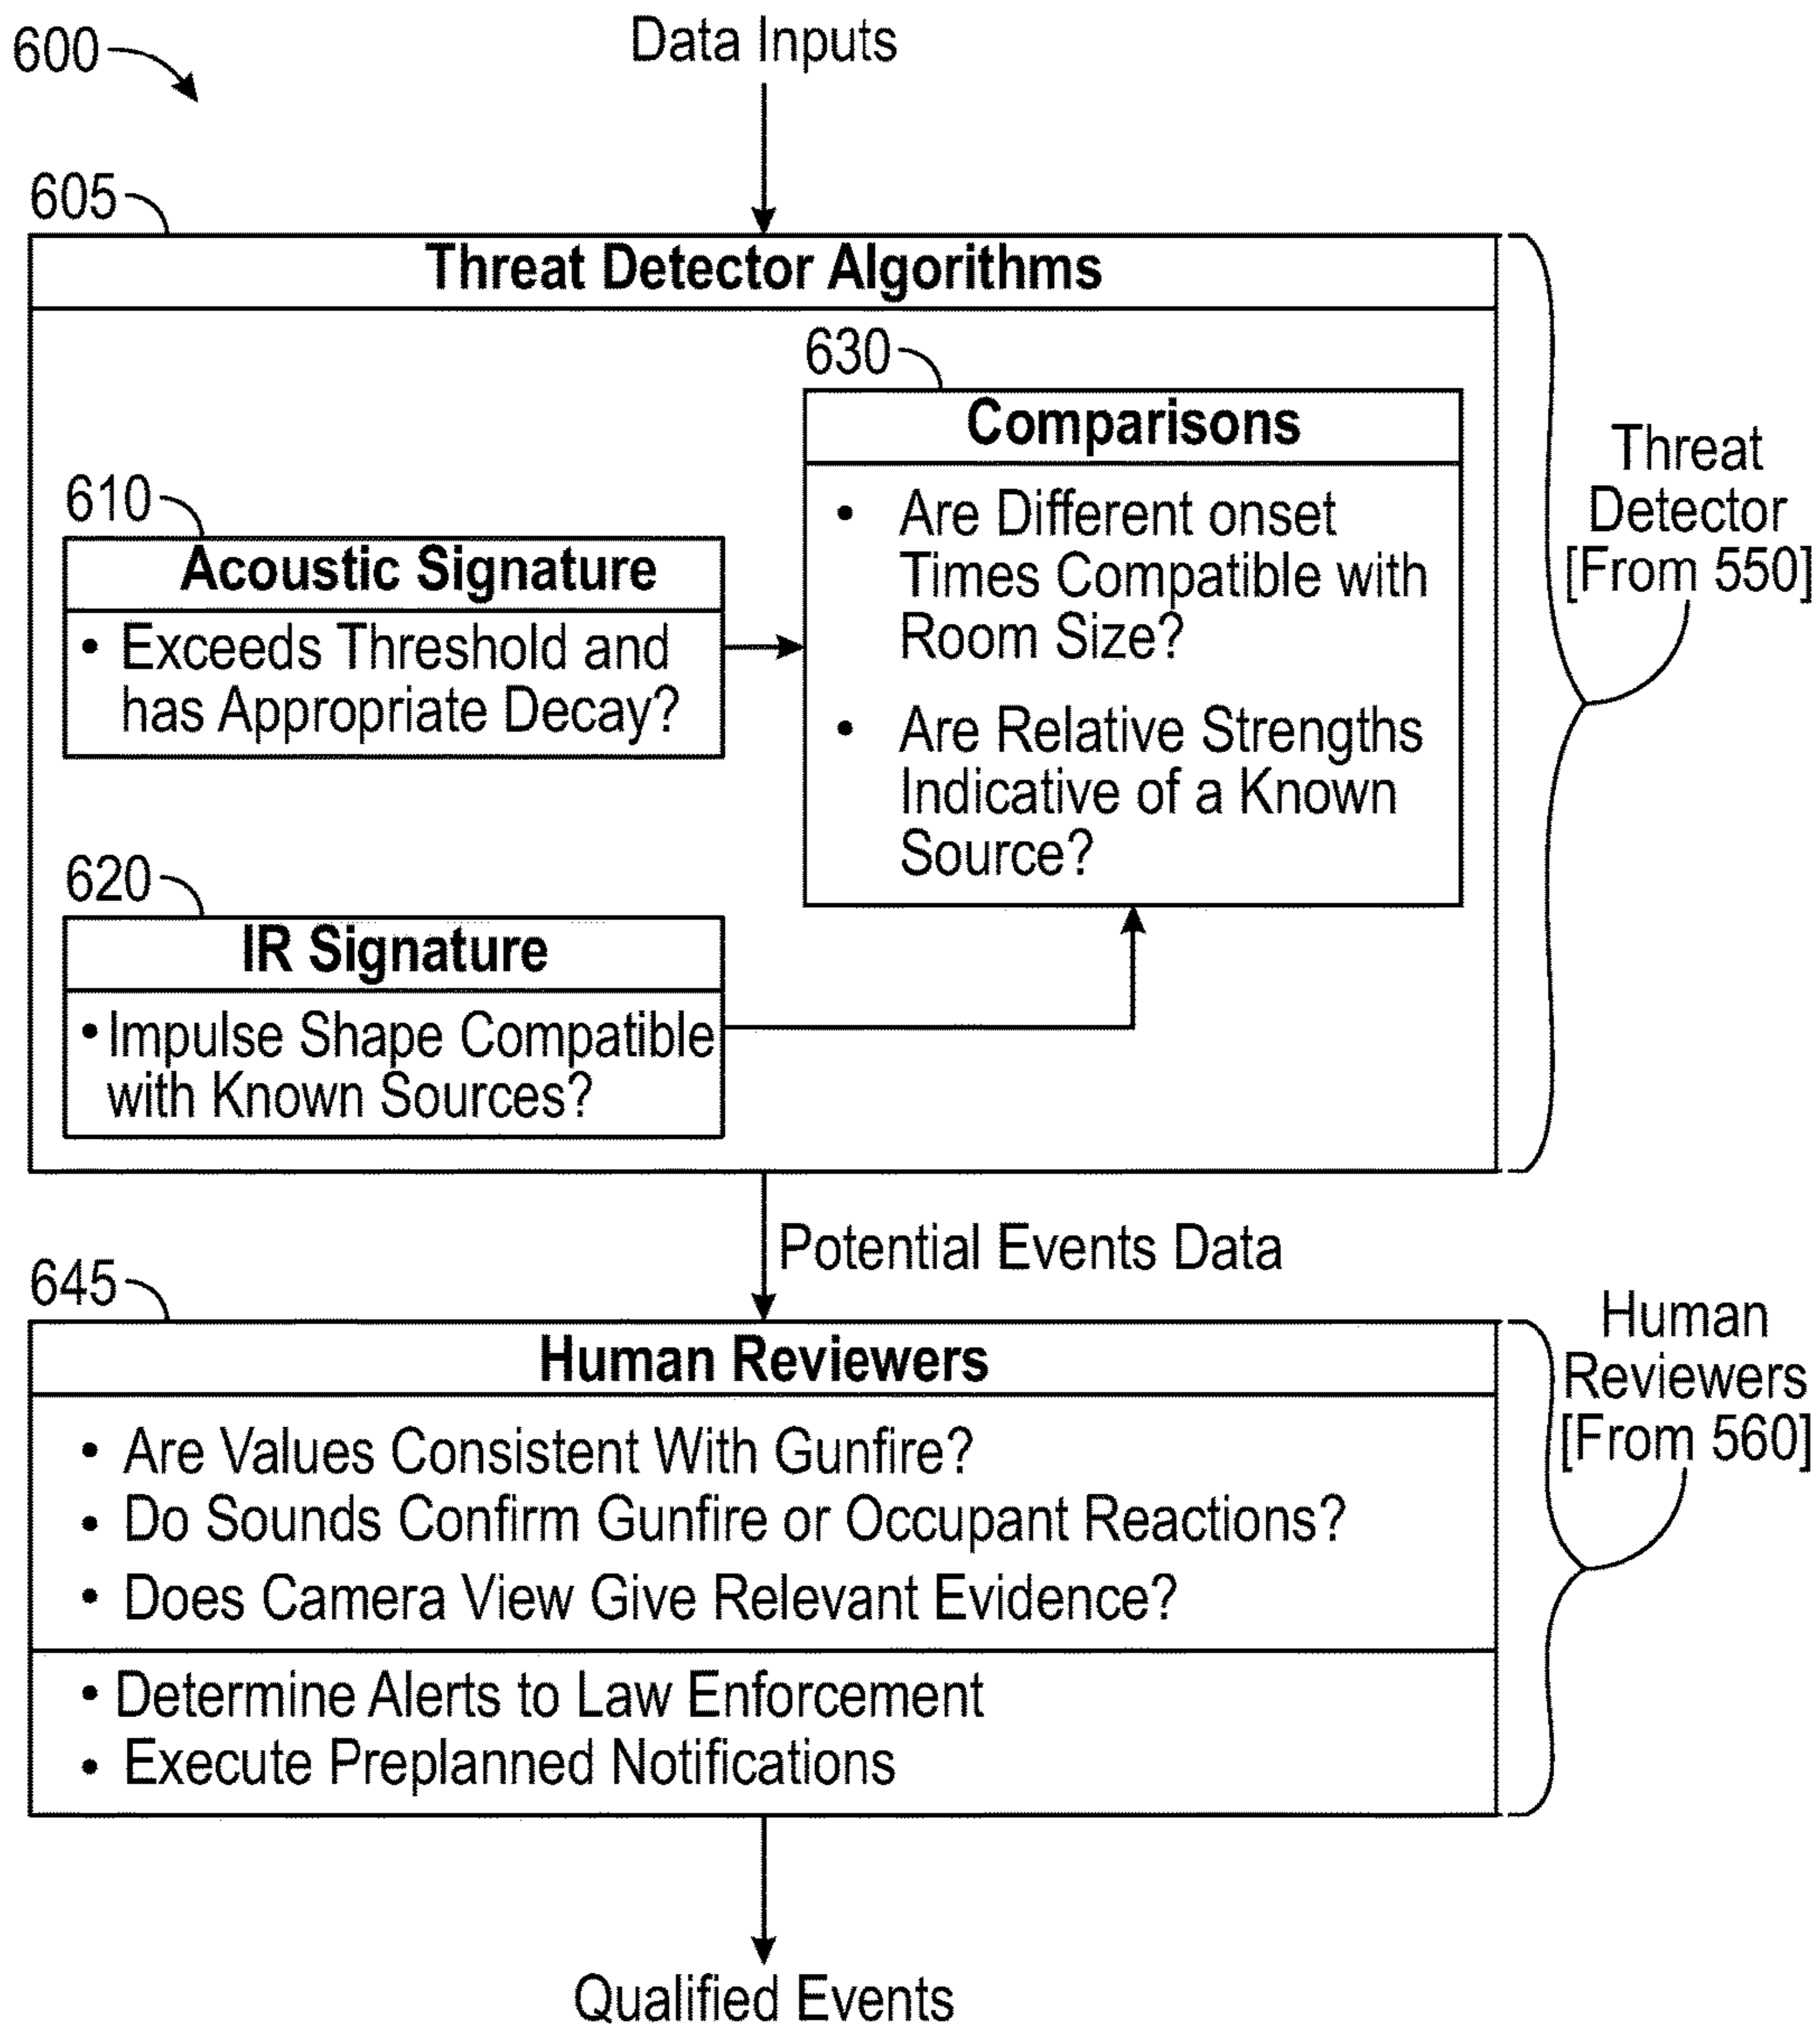 600
Data Inputs
605
Threat Detector Algorithms
630
Comparisons
• Are Different onset
Times Compatible with
Room Size?
• Are Relative Strengths
Indicative of a Known
Source?
610
Acoustic Signature
• Exceeds Threshold and
has Appropriate Decay?
620
IR Signature
• Impulse Shape Compatible
with Known Sources?
Threat
Detector
[From 550]
Potential Events Data
645
Human Reviewers
• Are Values Consistent With Gunfire?
• Do Sounds Confirm Gunfire or Occupant Reactions?
• Does Camera View Give Relevant Evidence?
• Determine Alerts to Law Enforcement
• Execute Preplanned Notifications
Human
Reviewers
[From 560]
Qualified Events